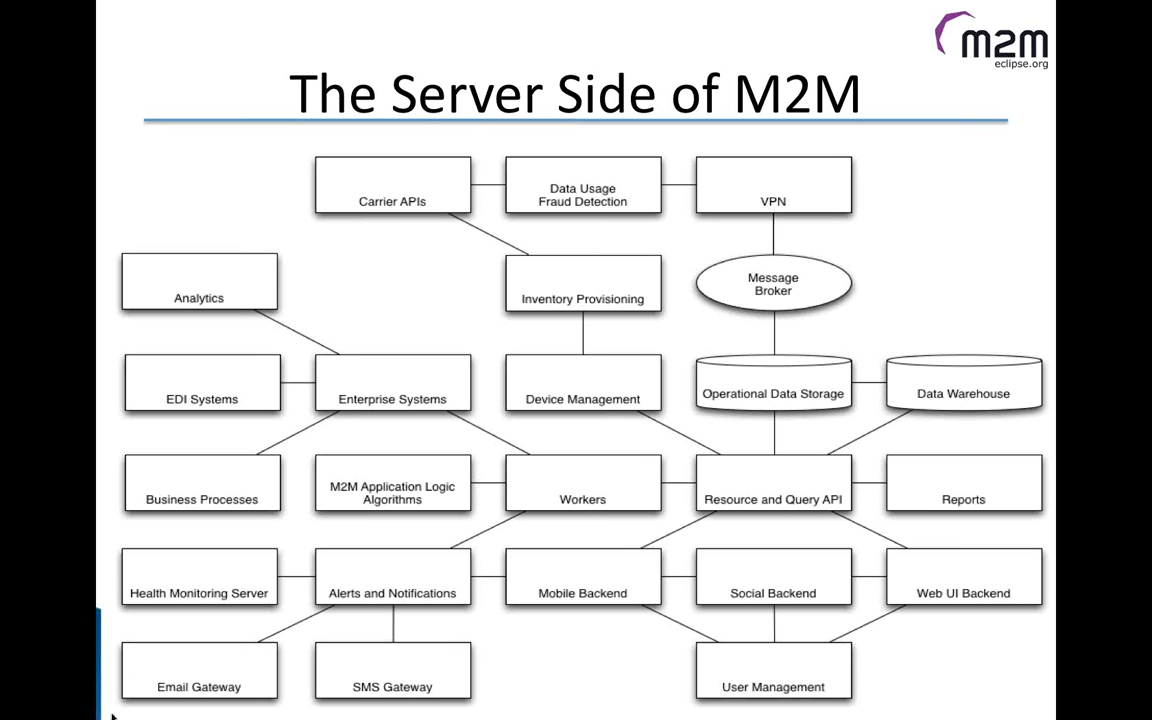 m2m
eclipse.org
The Server Side of M2M
Carrier APIs
Data Usage
Fraud Detection
VPN
Analytics
Inventory Provisioning
Message
Broker
EDI Systems
Enterprise Systems
Device Management
Operational Data Storage
Data Warehouse
Business Processes
M2M Application Logic
Algorithms
Workers
Resource and Query API
Reports
Health Monitoring Server
Alerts and Notifications
Mobile Backend
Social Backend
Web UI Backend
Email Gateway
SMS Gateway
User Management